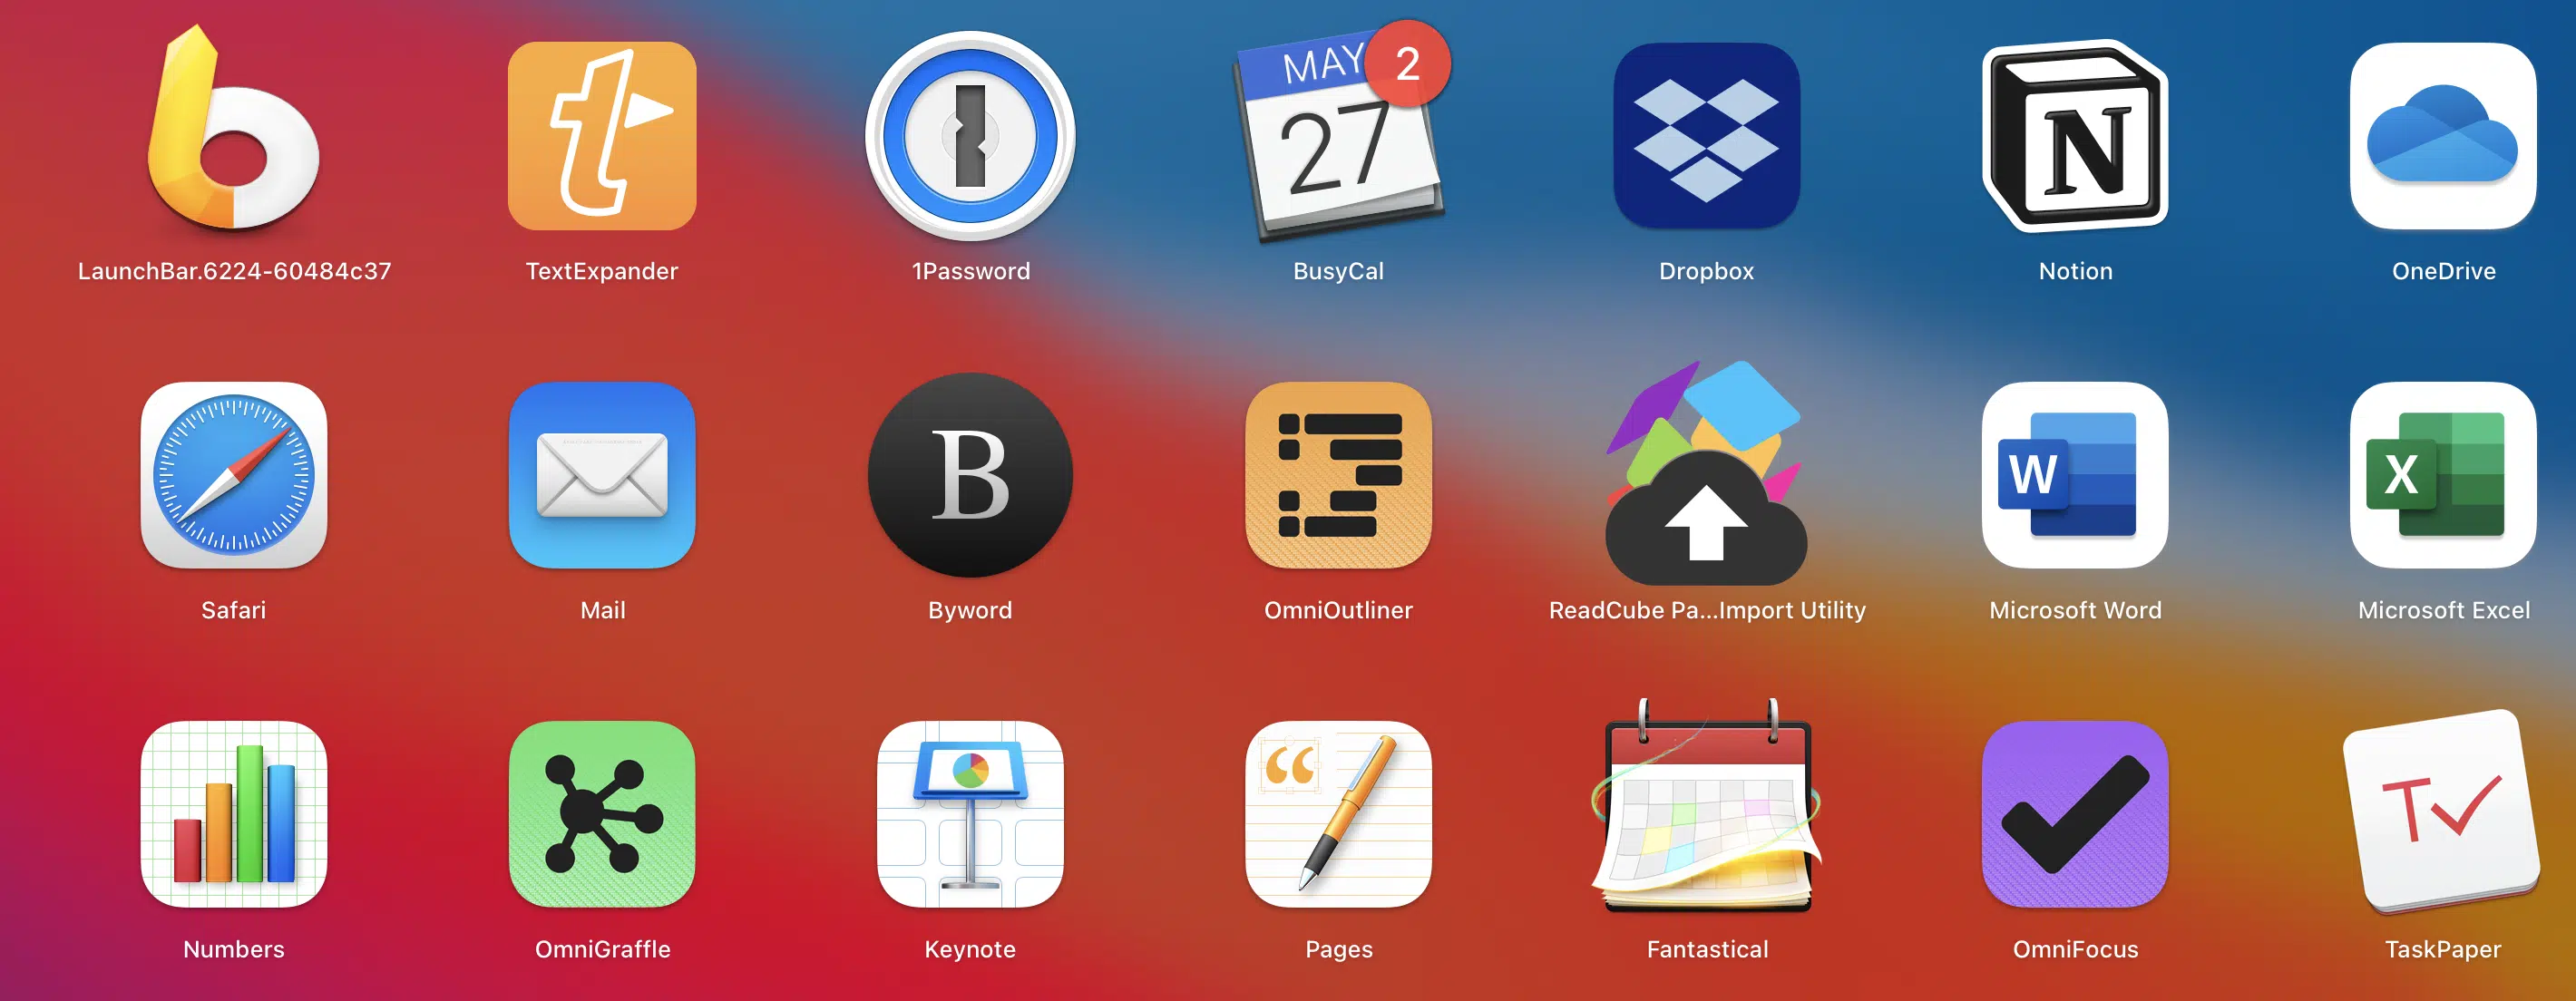 MAY 2
27
LaunchBar.6224-60484c37 TextExpander 1Password BusyCal Dropbox Notion OneDrive
N
B
W
X
Safari Mail Byword OmniOutliner ReadCube Pa...Import Utility Microsoft Word Microsoft Excel
T
Numbers OmniGraffle Keynote Pages Fantastical OmniFocus TaskPaper